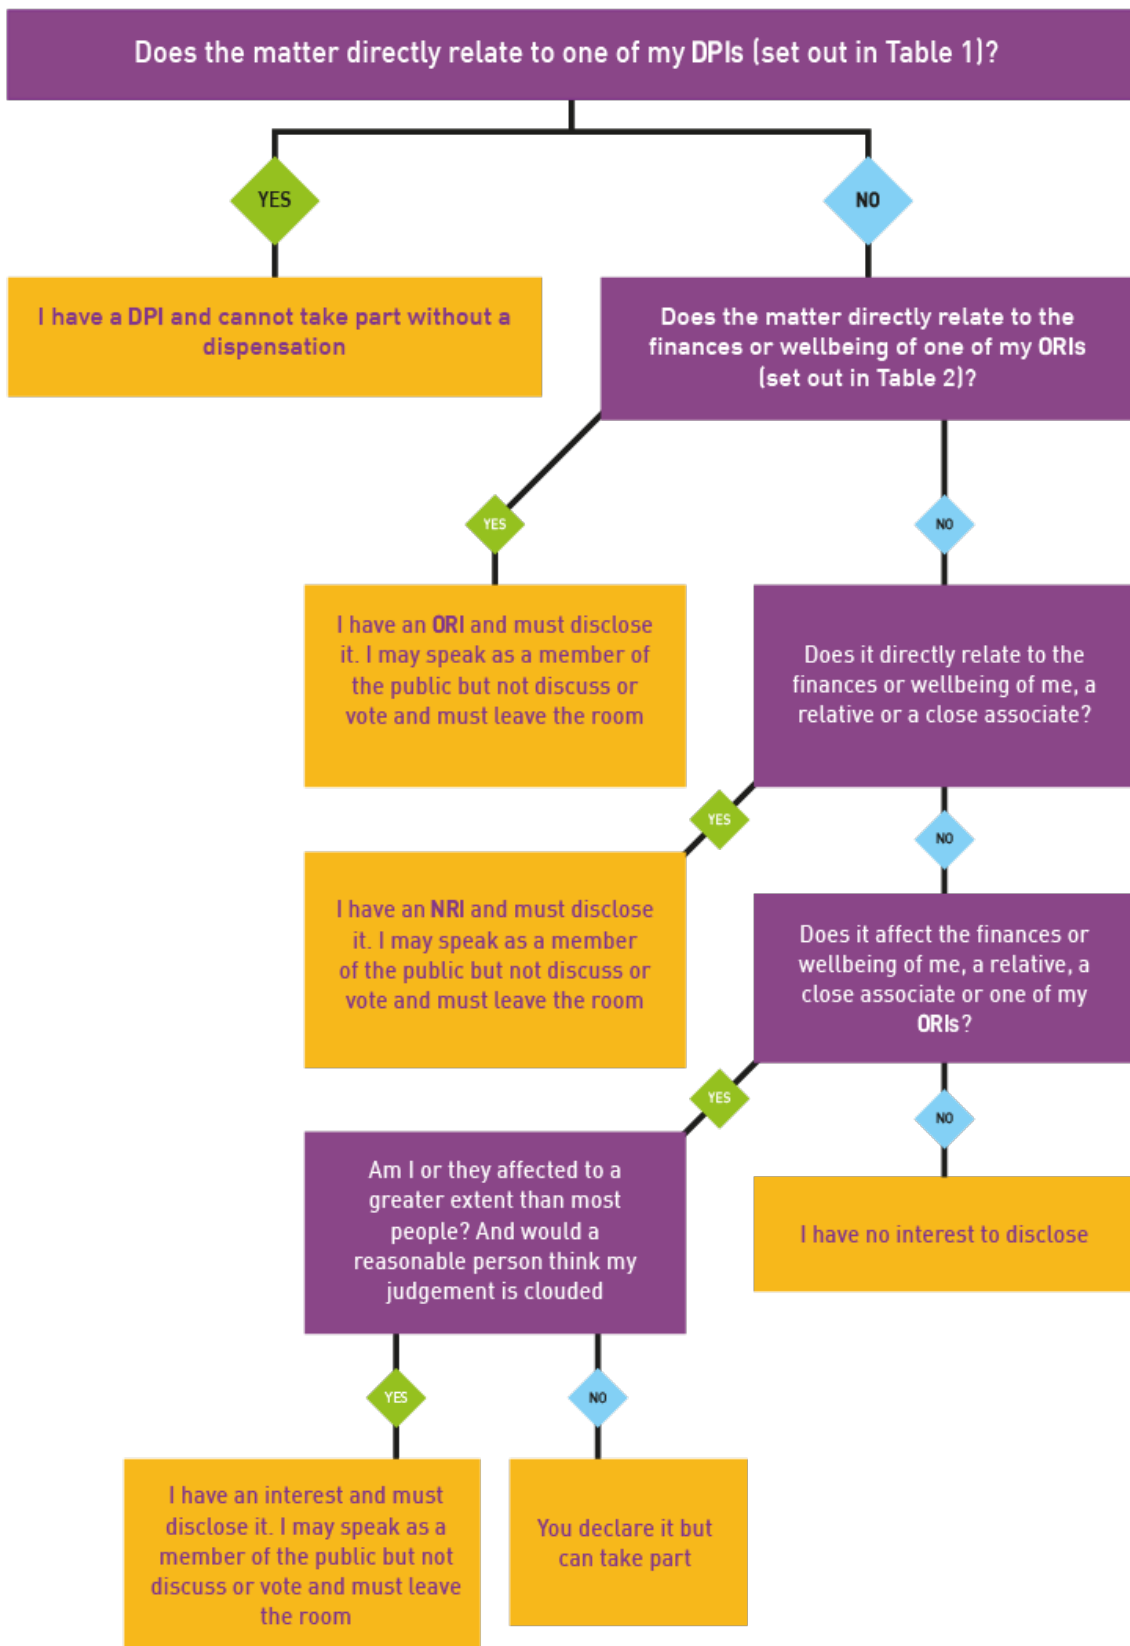 Does the matter directly relate to one of my DPIs (set out in Table 1)?
YES
NO
I have a DPI and cannot take part without a
dispensation
Does the matter directly relate to the
finances or wellbeing of one of my ORIs
(set out in Table 2)?
YES
NO
I have an ORI and must disclose
it. I may speak as a member of
the public but not discuss or
vote and must leave the room
Does it directly relate to the
finances or wellbeing of me, a
relative or a close associate?
YES
NO
I have an NRI and must disclose
it. I may speak as a member
of the public but not discuss or
vote and must leave the room
Does it affect the finances or
wellbeing of me, a relative, a
close associate or one of my
ORIs?
YES
NO
Am I or they affected to a
greater extent than most
people? And would a
reasonable person think my
judgement is clouded
I have no interest to disclose
YES
NO
I have an interest and must
disclose it. I may speak as a
member of the public but not
discuss or vote and must leave
the room
You declare it but
can take part